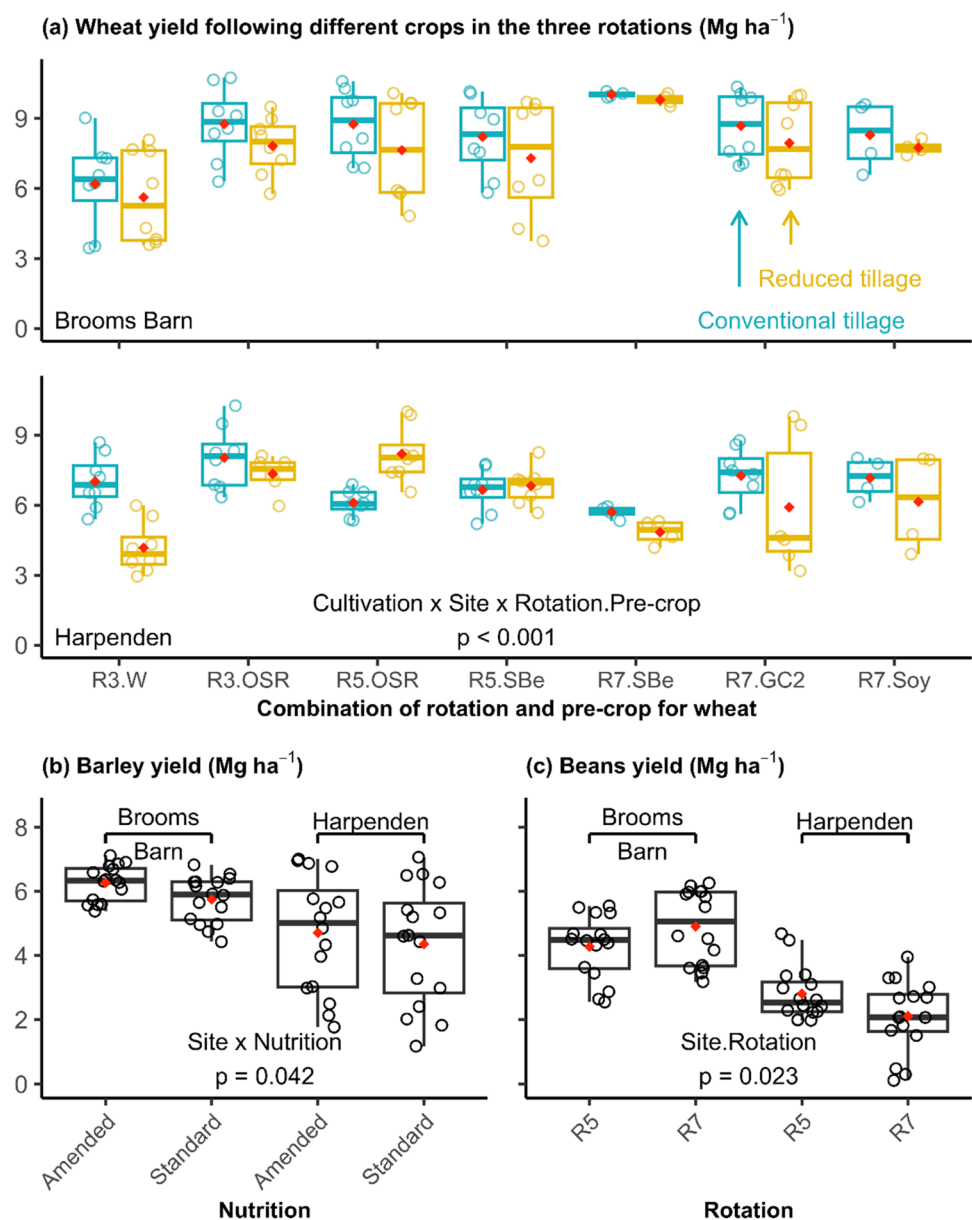 (a) Wheat yield following different crops in the three rotations (Mg ha⁻¹)
9
6
3
0
Reduced tillage
Conventional tillage
Brooms Barn
9
6
3
0
Cultivation x Site x Rotation.Pre-crop
p < 0.001
Harpenden
R3.W R3.OSR R5.OSR R5.SBe R7.SBe R7.GC2 R7.Soy
Combination of rotation and pre-crop for wheat
(b) Barley yield (Mg ha⁻¹)
8
6
4
2
0
Brooms
Barn
Harpenden
Site x Nutrition
p = 0.042
Amended Standard Amended Standard
Nutrition
(c) Beans yield (Mg ha⁻¹)
Brooms
Barn
Harpenden
Site.Rotation
p = 0.023
R5 R7 R5 R7
Rotation